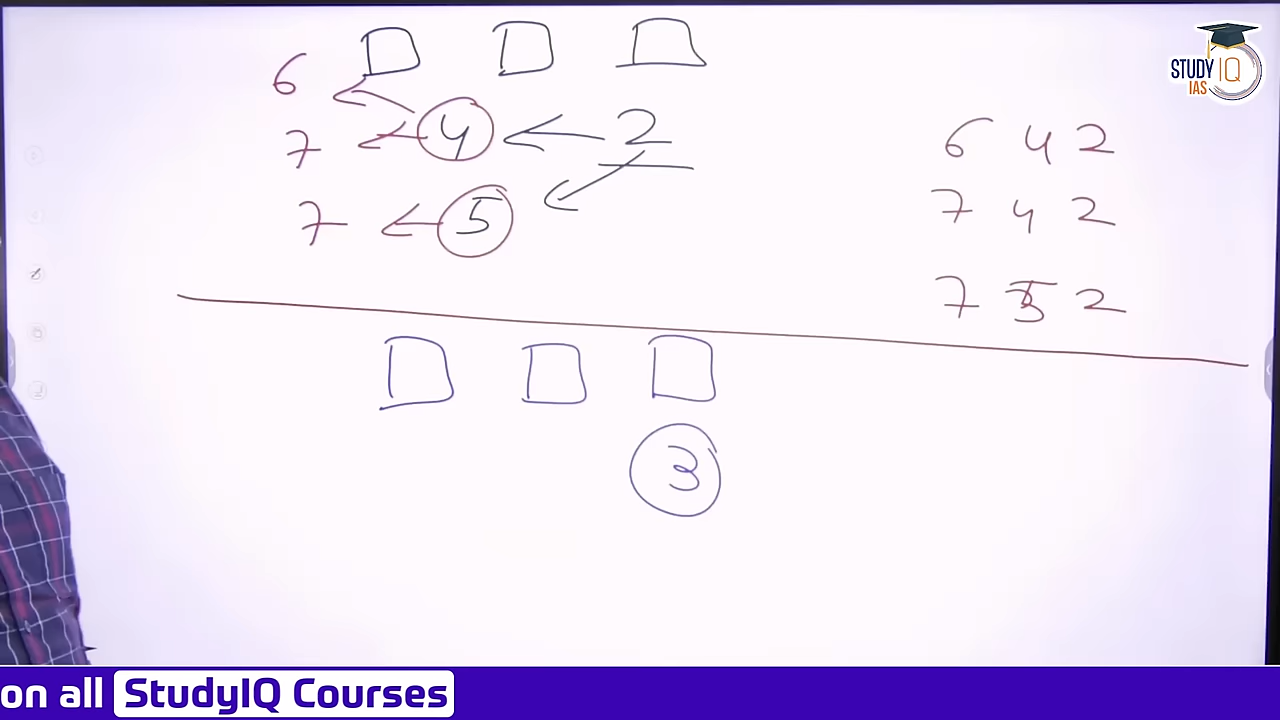 STUDY IQ
IAS
6
7 ← 4 ← 2
7 ← 5
6 4 2
7 4 2
7 5 2
3
on all StudyIQ Courses